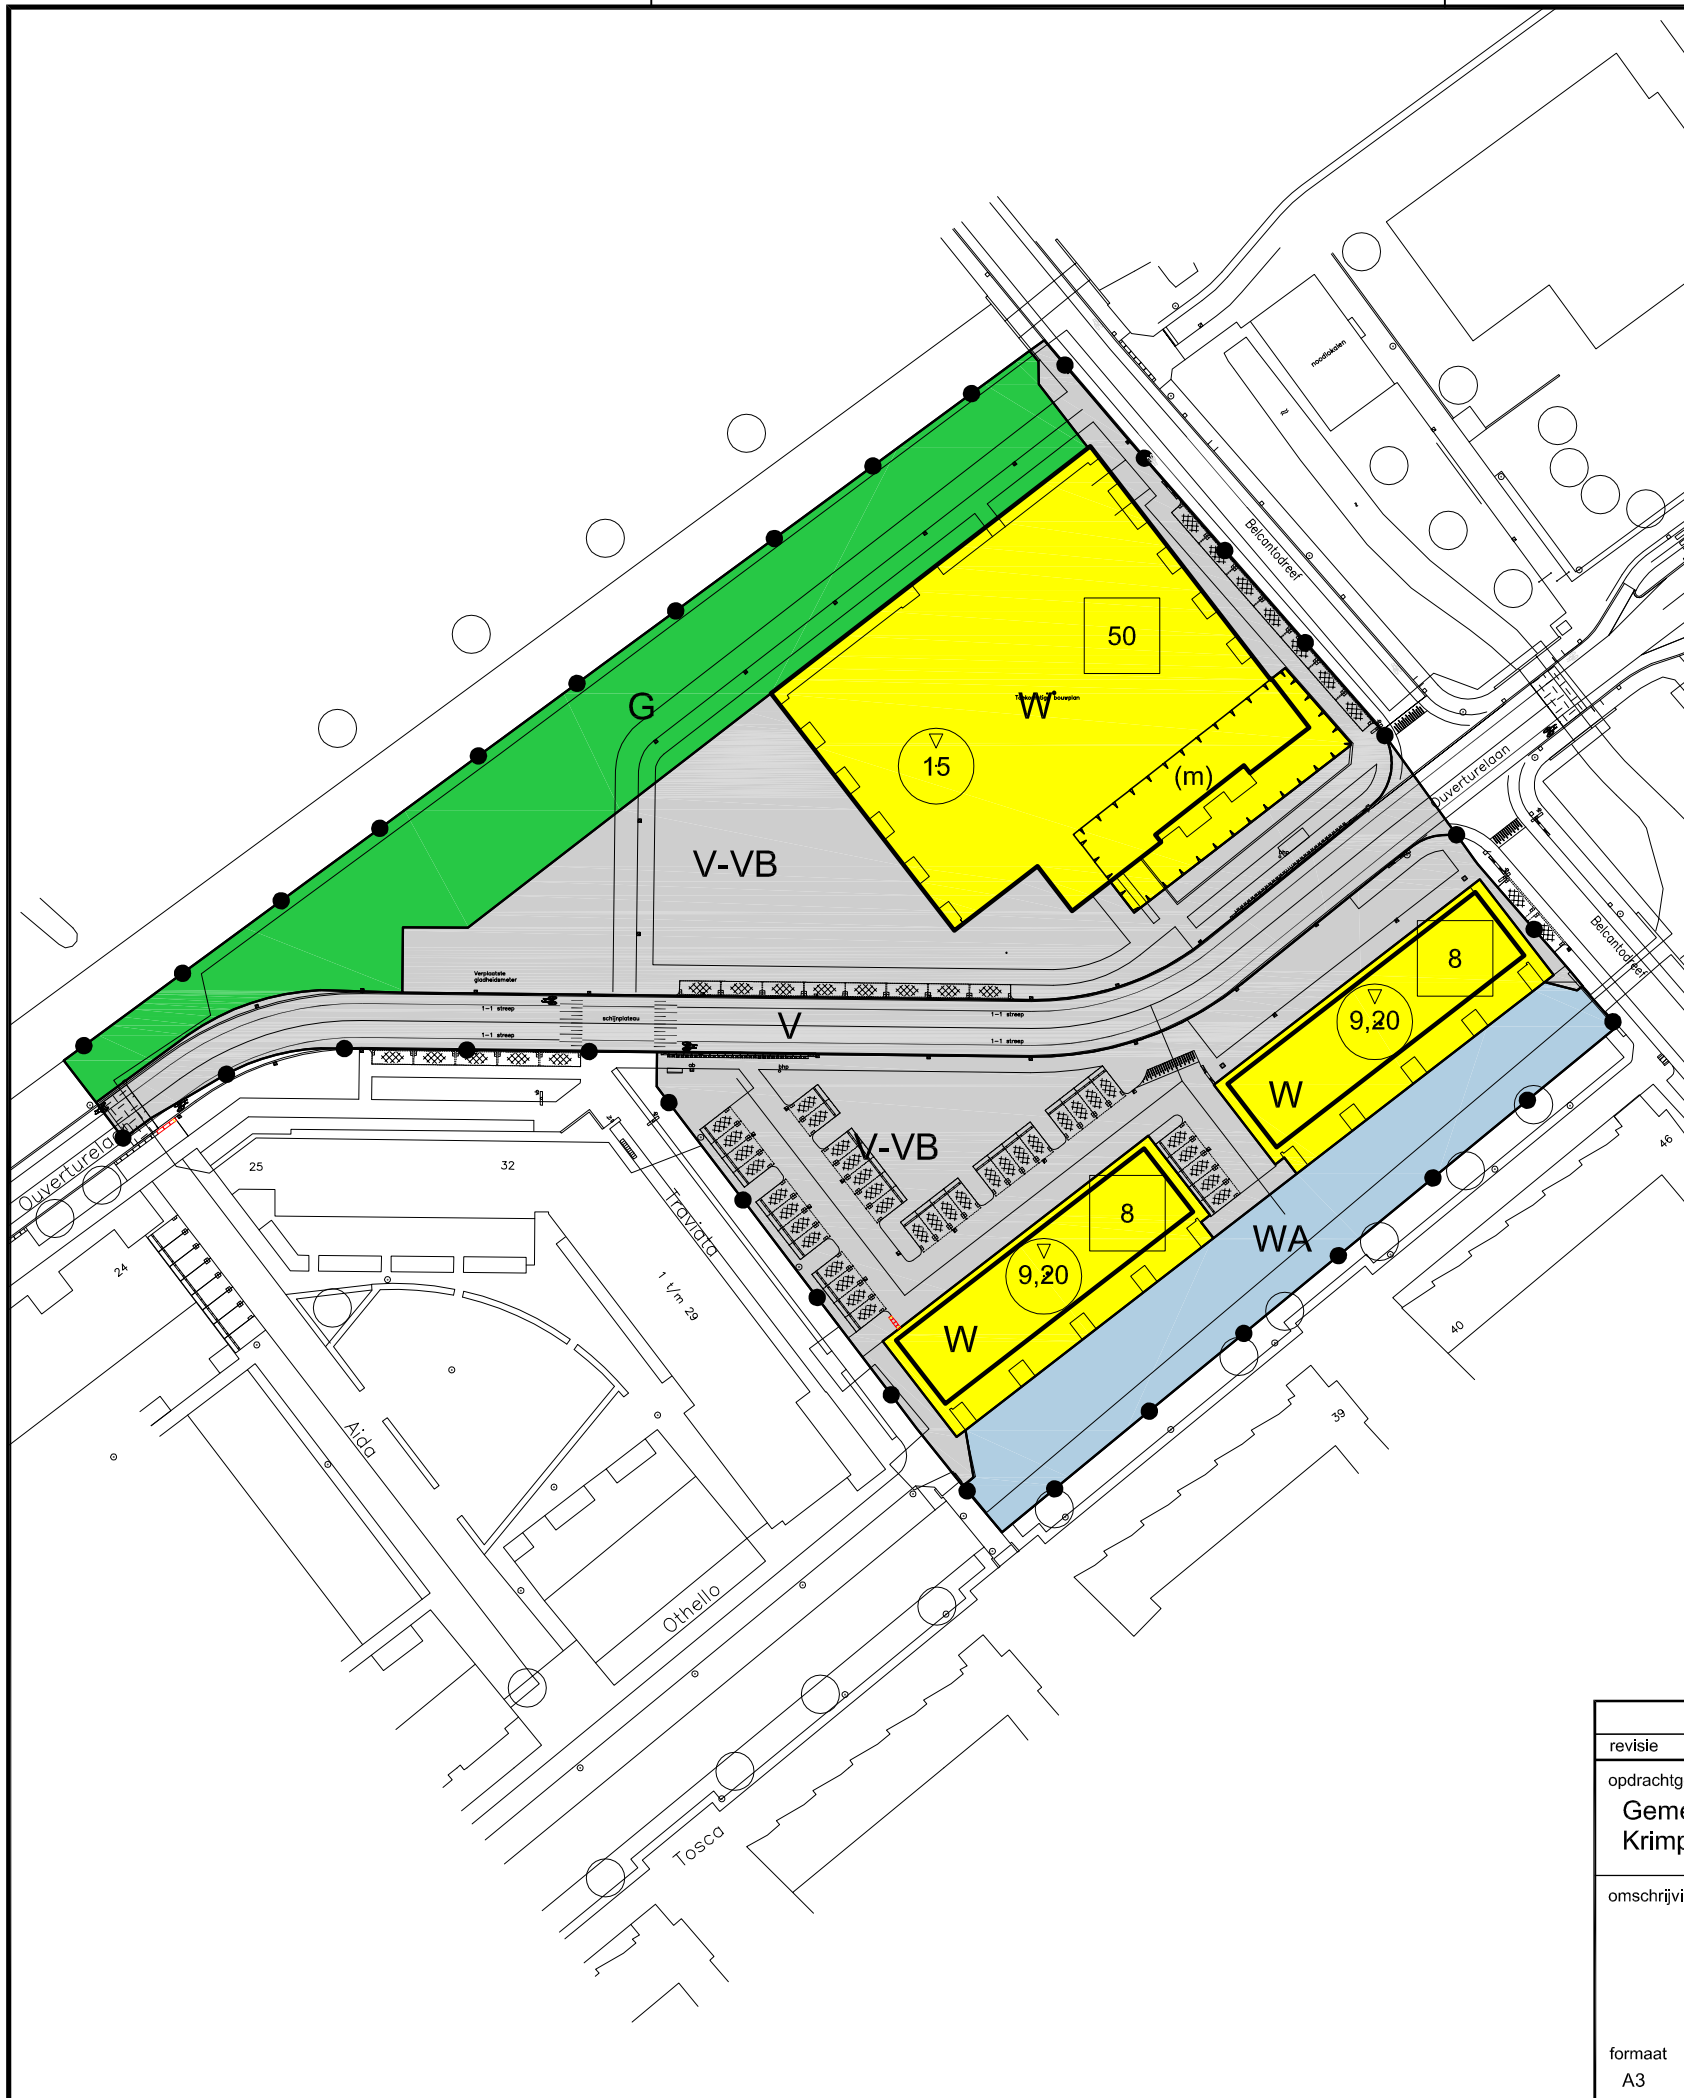 noodlokalen
Belcantodreef
50
G
W
15
(m)
Ouverturelaan
V-VB
Belcantodreef
8
Verplaatste
gladheidsmeter
1-1 streep
schijnplateau
1-1 streep
V
1-1 streep
1-1 streep
9,20
W
V-VB
Ouverturelaan
25
32
46
Traviata
8
WA
24
9,20
1 t/m 29
W
40
39
Aida
Othello
Tosca
revisie
opdrachtg
Geme
Krimp
omschrijvi
formaat
A3